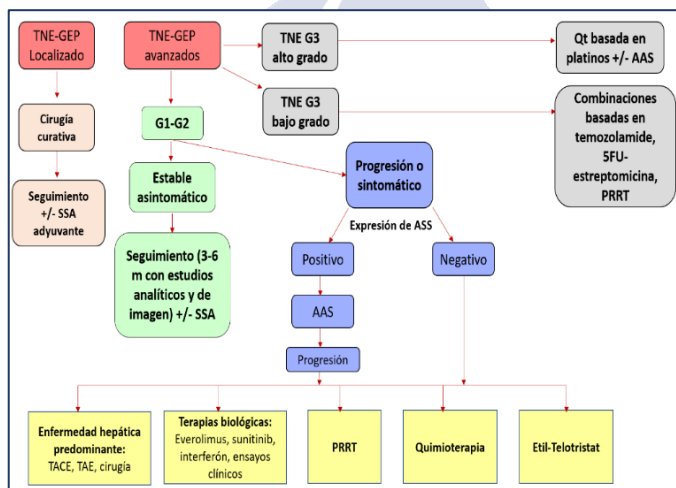 TNE-GEP
Localizado
TNE-GEP
avanzados
TNE G3
alto grado
Qt basada en
platinos +/- AAS
Cirugía
curativa
G1-G2
TNE G3
bajo grado
Combinaciones
basadas en
temozolamide,
5FU-
estreptomicina,
PRRT
Seguimiento
+/- SSA
adyuvante
Estable
asintomático
Progresión o
sintomático
Expresión de ASS
Seguimiento (3-6
m con estudios
analíticos y de
imagen) +/- SSA
Positivo
Negativo
AAS
Progresión
Enfermedad hepática
predominante:
TACE, TAE, cirugía
Terapias biológicas:
Everolimus, sunitinib,
interferón, ensayos
clínicos
PRRT
Quimioterapia
Etil-Telotristat